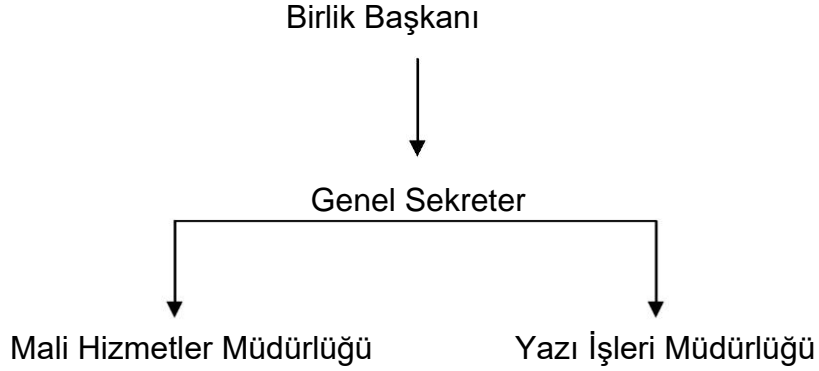 Birlik Başkanı
Genel Sekreter
Mali Hizmetler Müdürlüğü
Yazı İşleri Müdürlüğü